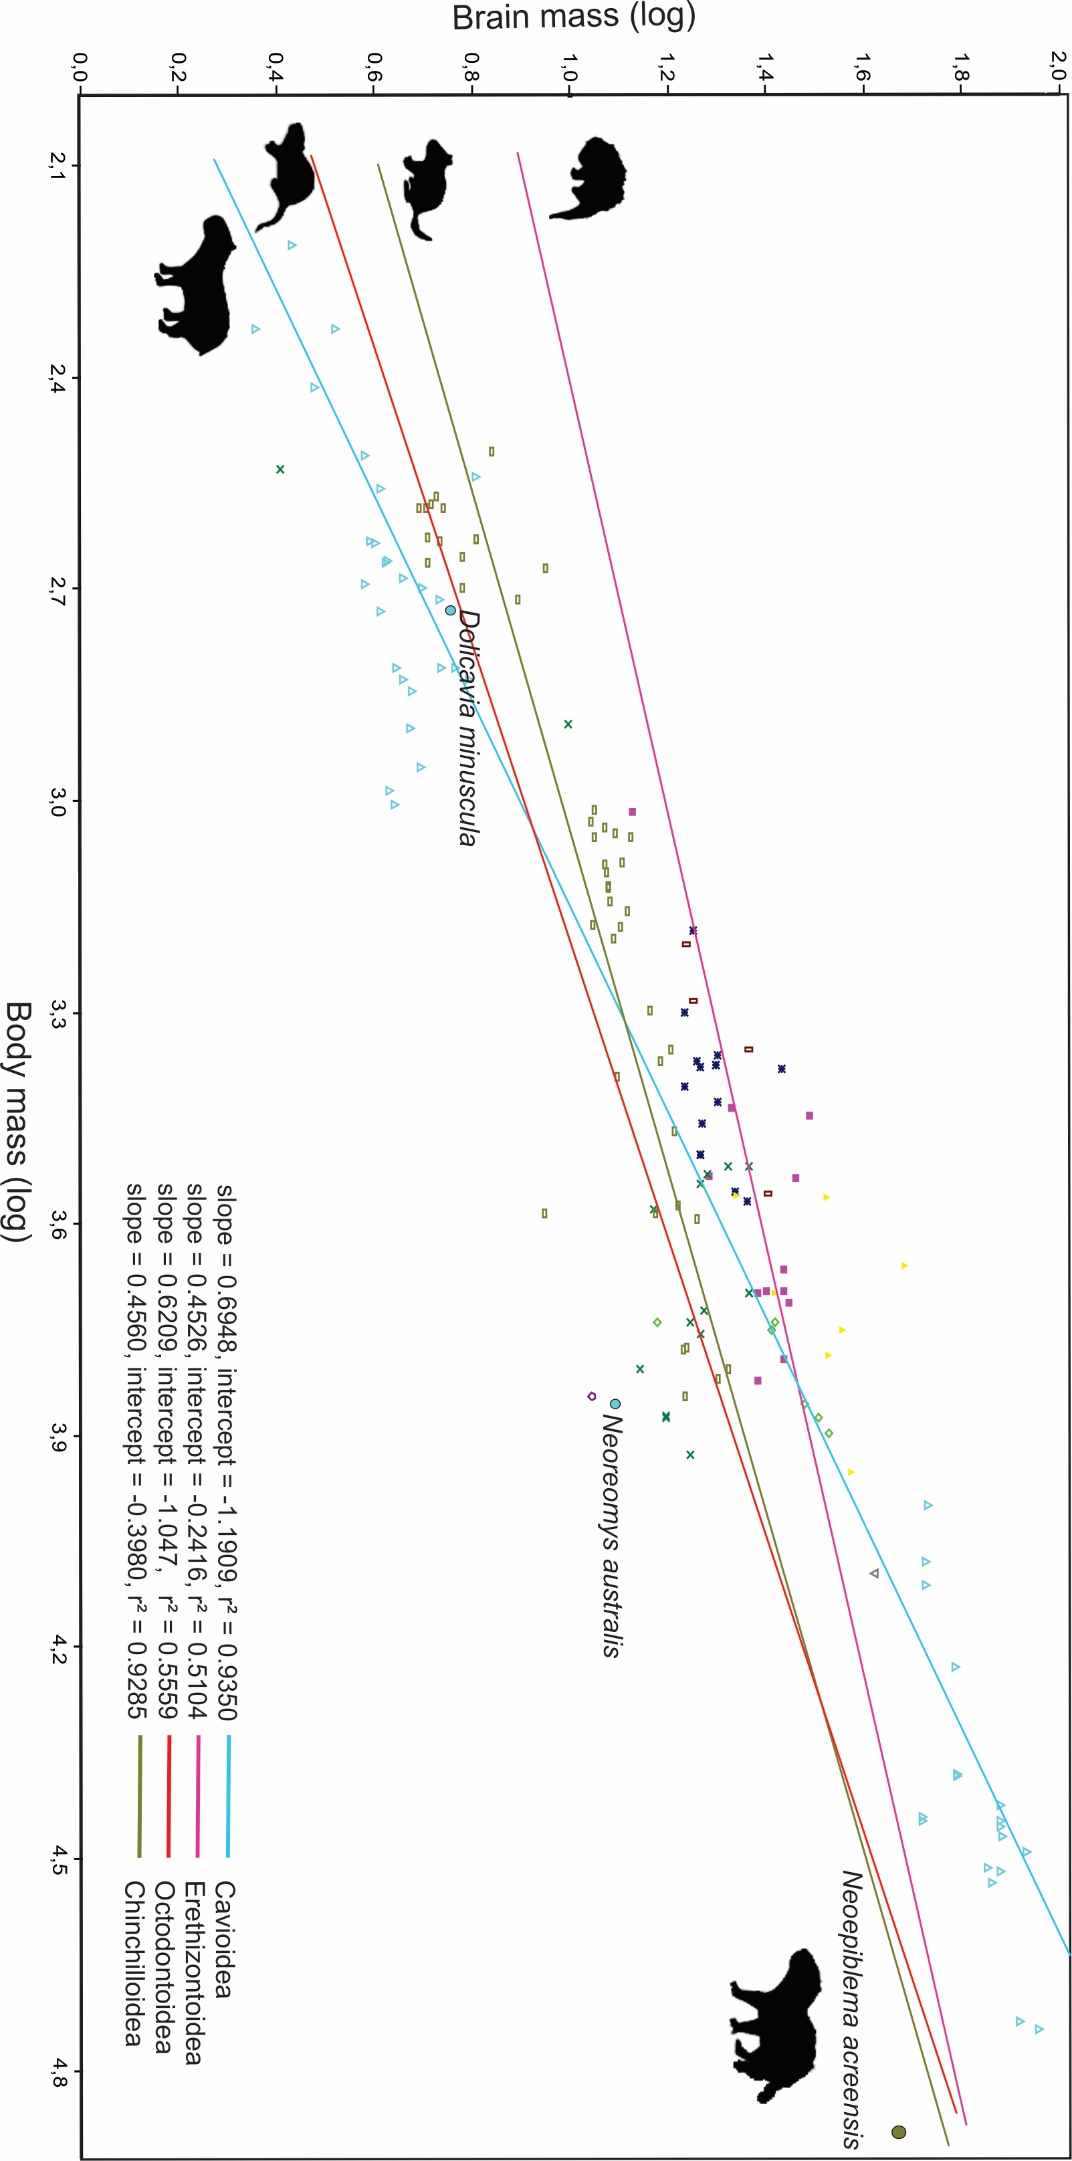 Brain mass (log)
2,0
1,8
1,6
1,4
1,2
1,0
0,8
0,6
0,4
0,2
0,0
2,1
2,4
2,7
3,0
3,3
3,6
3,9
4,2
4,5
4,8
Body mass (log)
Dolicavia minuscula
Neoreomys australis
Neoepiblema acreensis
slope = 0.6948, intercept = -1.1909, r² = 0.9350 Cavioidea
slope = 0.4526, intercept = -0.2416, r² = 0.5104 Erethizontoidea
slope = 0.6209, intercept = -1.047, r² = 0.5559 Octodontoidea
slope = 0.4560, intercept = -0.3980, r² = 0.9285 Chinchilloidea